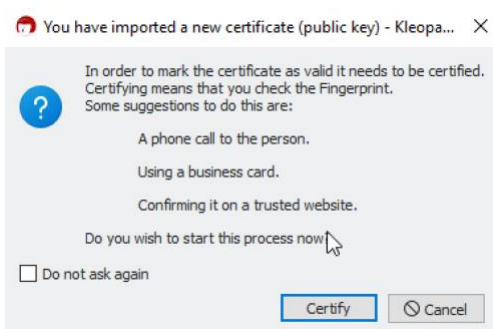 You have imported a new certificate (public key) - Kleopa...
In order to mark the certificate as valid it needs to be certified.
Certifying means that you check the Fingerprint.
Some suggestions to do this are:
A phone call to the person.
Using a business card.
Confirming it on a trusted website.
Do you wish to start this process now
Do not ask again
Certify
Cancel